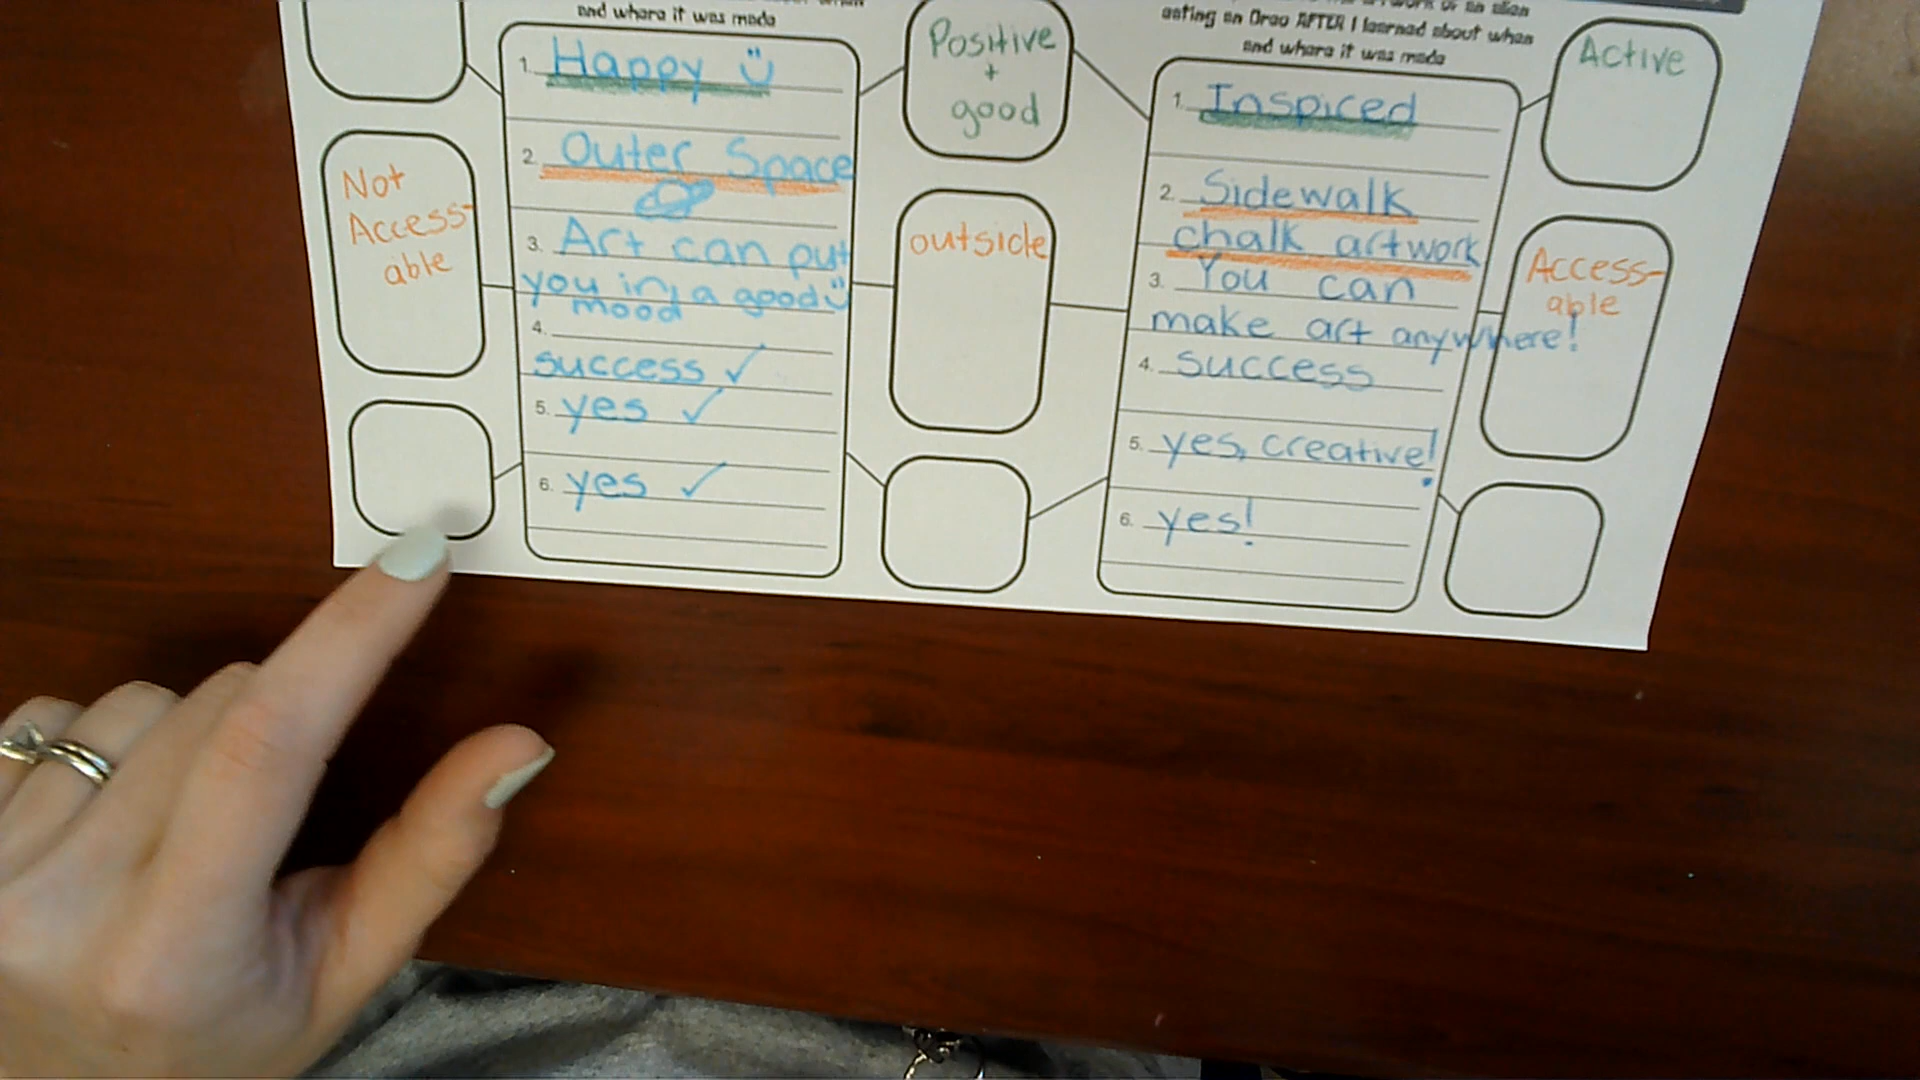 and where it was made
1. Happy
2. Outer Space
3. Art can put
you in a good
mood
4.
success ✓
5. yes ✓
6. yes ✓
Not
Access-
able
Positive
+
good
outside
eating an Oreo AFTER I learned about when
and where it was made
1. Inspired
2. Sidewalk
chalk artwork
3. You can
make art anywhere!
4. success
5. yes, creative!
6. yes!
Active
Access-
able